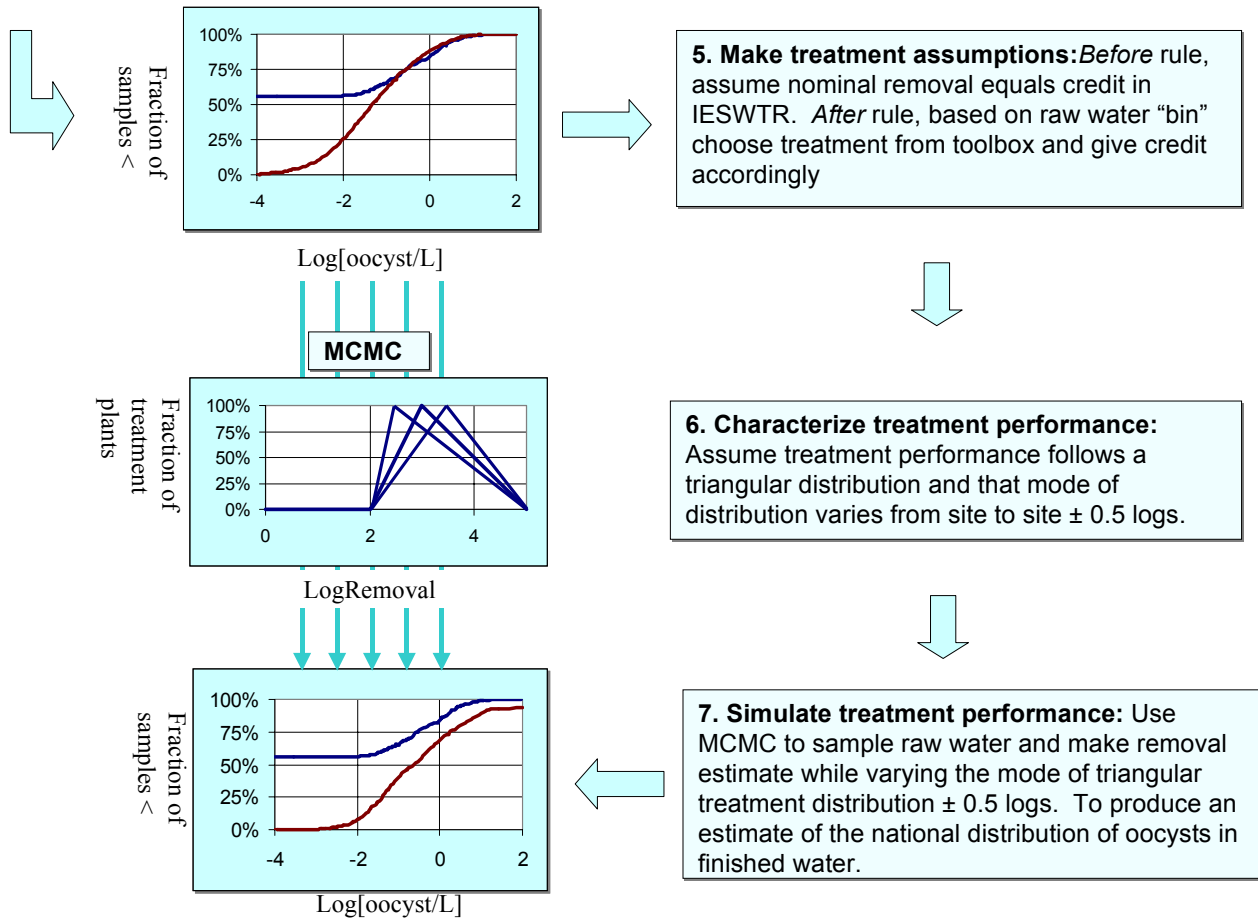 100%
75%
50%
25%
0%
-4 -2 0 2
Fraction of
samples <
Log[oocyst/L]
5. Make treatment assumptions:Before rule,
assume nominal removal equals credit in
IESWTR. After rule, based on raw water “bin”
choose treatment from toolbox and give credit
accordingly
MCMC
100%
75%
50%
25%
0%
0 2 4
Fraction of
treatment
plants
LogRemoval
6. Characterize treatment performance:
Assume treatment performance follows a
triangular distribution and that mode of
distribution varies from site to site ± 0.5 logs.
100%
75%
50%
25%
0%
-4 -2 0 2
Fraction of
samples <
Log[oocyst/L]
7. Simulate treatment performance: Use
MCMC to sample raw water and make removal
estimate while varying the mode of triangular
treatment distribution ± 0.5 logs. To produce an
estimate of the national distribution of oocysts in
finished water.